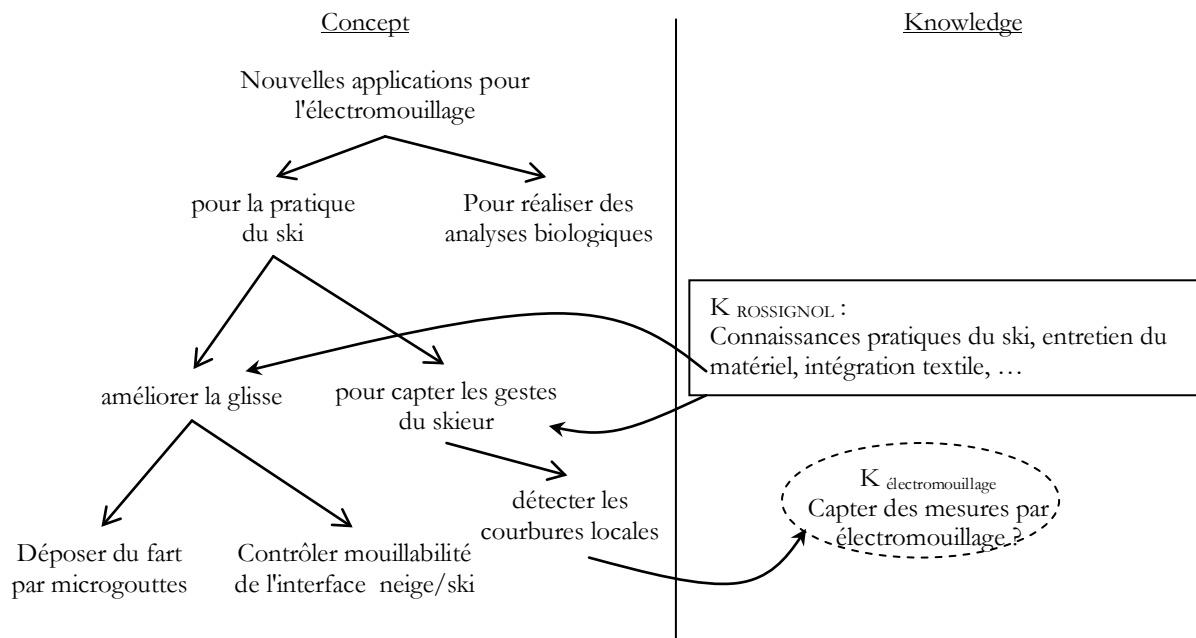 Concept
Knowledge
Nouvelles applications pour
l'électromouillage
pour la pratique
du ski
Pour réaliser des
analyses biologiques
K ROSSIGNOL :
Connaissances pratiques du ski, entretien du
matériel, intégration textile, …
améliorer la glisse
pour capter les gestes
du skieur
détecter les
courbures locales
K électromouillage
Capter des mesures par
électromouillage ?
Déposer du fart
par microgouttes
Contrôler mouillabilité
de l'interface neige/ski